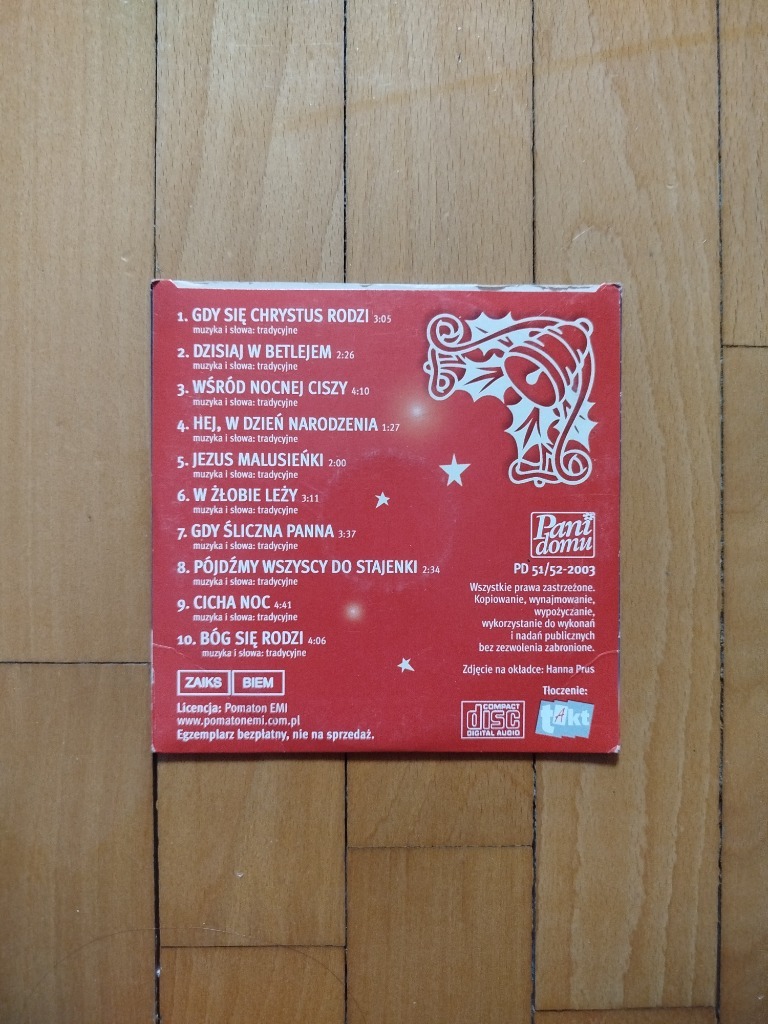 1. GDY SIĘ CHRYSTUS RODZI 3:05
muzyka i słowa: tradycyjne
2. DZISIAJ W BETLEJEM 2:26
muzyka i słowa: tradycyjne
3. WŚRÓD NOCNEJ CISZY 4:10
muzyka i słowa: tradycyjne
4. HEJ, W DZIEŃ NARODZENIA 1:27
muzyka i słowa: tradycyjne
5. JEZUS MALUSIEŃKI 2:00
muzyka i słowa: tradycyjne
6. W ŻŁOBIE LEŻY 3:11
muzyka i słowa: tradycyjne
7. GDY ŚLICZNA PANNA 3:37
muzyka i słowa: tradycyjne
8. PÓJDŹMY WSZYSCY DO STAJENKI 2:34
muzyka i słowa: tradycyjne
9. CICHA NOC 4:41
muzyka i słowa: tradycyjne
10. BÓG SIĘ RODZI 4:06
muzyka i słowa: tradycyjne
ZAIKS BIEM
Licencja: Pomaton EMI
www.pomatonemi.com.pl
Egzemplarz bezpłatny, nie na sprzedaż.
Pani
domu
PD 51/52-2003
Wszystkie prawa zastrzeżone.
Kopiowanie, wynajmowanie,
wypożyczanie,
wykorzystanie do wykonań
i nadań publicznych
bez zezwolenia zabronione.
Zdjęcie na okładce: Hanna Prus
Tłoczenie:
COMPACT
disc
DIGITAL AUDIO
takt